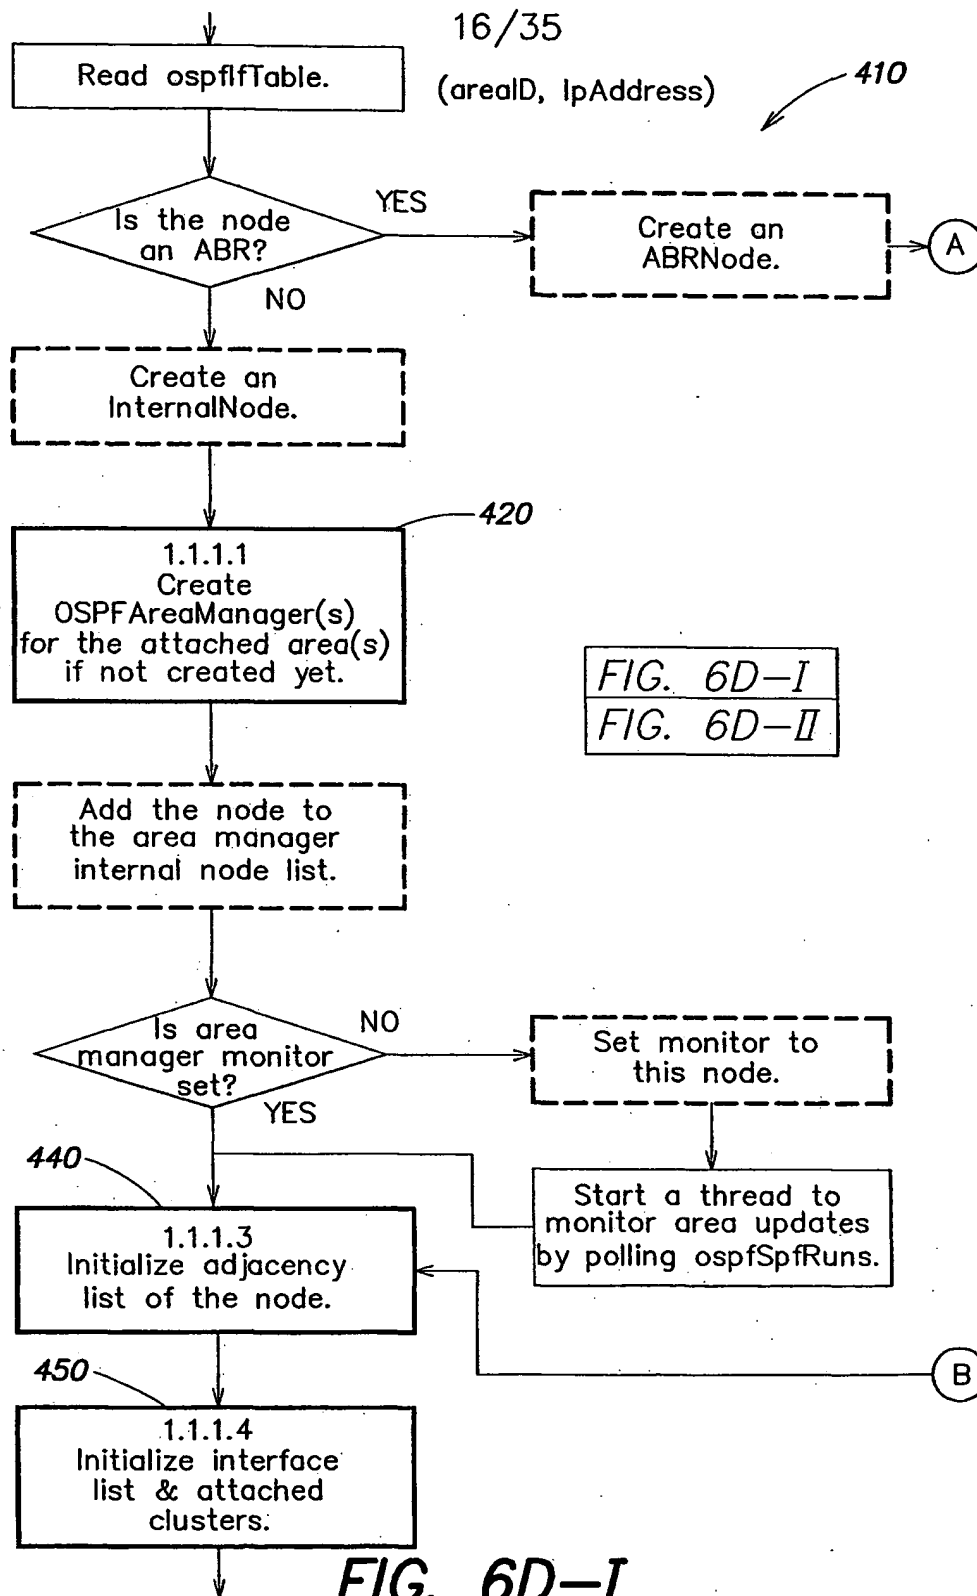 16/35
Read ospfIfTable.
(areaID, IpAddress)
410
Is the node
an ABR?
YES
NO
Create an
ABRNode.
A
Create an
InternalNode.
420
1.1.1.1
Create
OSPFAreaManager(s)
for the attached area(s)
if not created yet.
FIG. 6D-I
FIG. 6D-II
Add the node to
the area manager
internal node list.
Is area
manager monitor
set?
NO
YES
Set monitor to
this node.
Start a thread to
monitor area updates
by polling ospfSpfRuns.
440
1.1.1.3
Initialize adjacency
list of the node.
B
450
1.1.1.4
Initialize interface
list & attached
clusters.
FIG. 6D-I